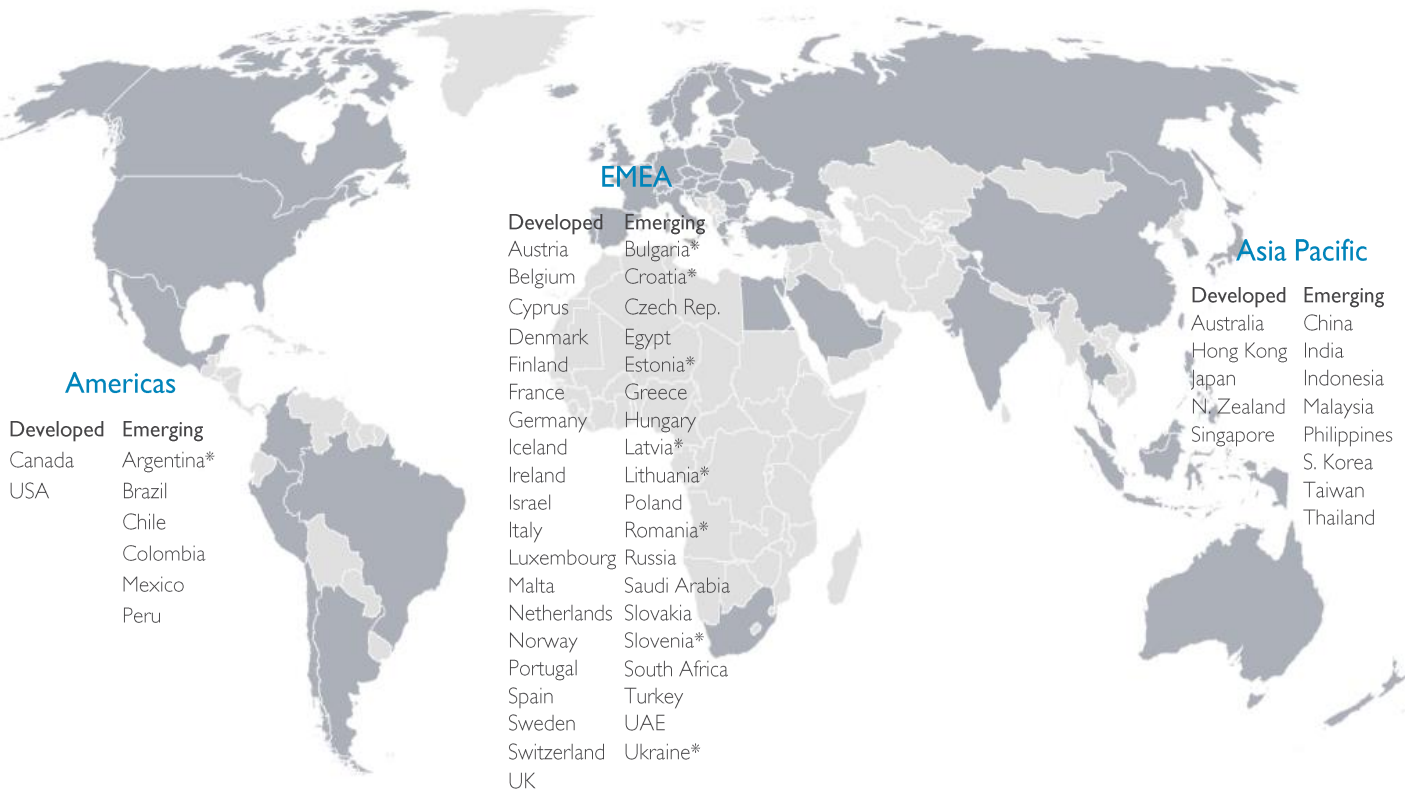 Americas
Developed Emerging
Canada Argentina*
USA Brazil
Chile
Colombia
Mexico
Peru
EMEA
Developed Emerging
Austria Bulgaria*
Belgium Croatia*
Cyprus Czech Rep.
Denmark Egypt
Finland Estonia*
France Greece
Germany Hungary
Iceland Latvia*
Ireland Lithuania*
Israel Poland
Italy Romania*
Luxembourg Russia
Malta Saudi Arabia
Netherlands Slovakia
Norway Slovenia*
Portugal South Africa
Spain Turkey
Sweden UAE
Switzerland Ukraine*
UK
Asia Pacific
Developed Emerging
Australia China
Hong Kong India
Japan Indonesia
N. Zealand Malaysia
Singapore Philippines
S. Korea
Taiwan
Thailand